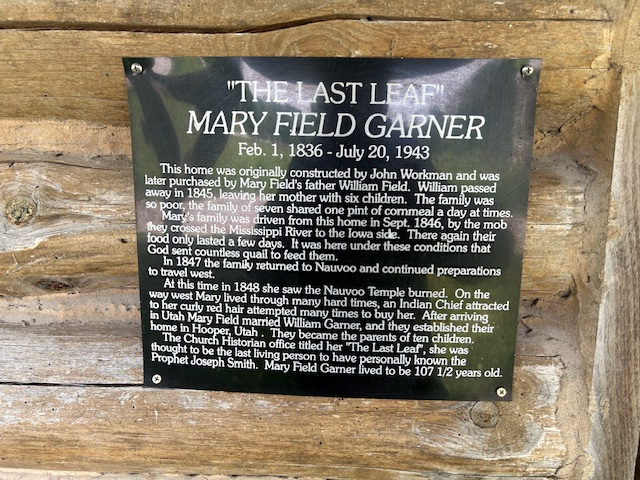 "THE LAST LEAF"
MARY FIELD GARNER
Feb. 1, 1836 - July 20, 1943
This home was originally constructed by John Workman and was
later purchased by Mary Field's father William Field. William passed
away in 1845, leaving her mother with six children. The family was
so poor, the family of seven shared one pint of cornmeal a day at times.
Mary's family was driven from this home in Sept. 1846, by the mob
they crossed the Mississippi River to the Iowa side. There again their
food only lasted a few days. It was here under these conditions that
God sent countless quail to feed them.
In 1847 the family returned to Nauvoo and continued preparations
to travel west.
At this time in 1848 she saw the Nauvoo Temple burned. On the
way west Mary lived through many hard times, an Indian Chief attracted
to her curly red hair attempted many times to buy her. After arriving
in Utah Mary Field married William Garner, and they established their
home in Hooper, Utah . They became the parents of ten children.
The Church Historian office titled her "The Last Leaf", she was
thought to be the last living person to have personally known the
Prophet Joseph Smith. Mary Field Garner lived to be 107 1/2 years old.